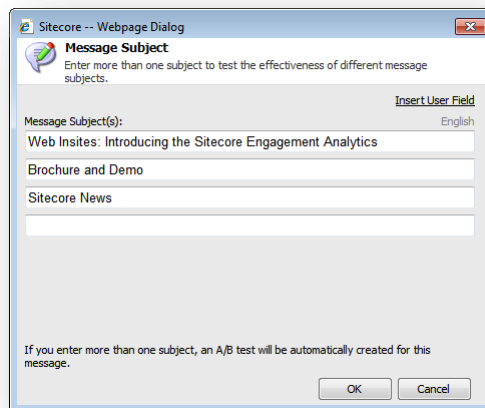 Sitecore -- Webpage Dialog
Message Subject
Enter more than one subject to test the effectiveness of different message
subjects.
Insert User Field
Message Subject(s):
English
Web Insites: Introducing the Sitecore Engagement Analytics
Brochure and Demo
Sitecore News
If you enter more than one subject, an A/B test will be automatically created for this
message.
OK
Cancel